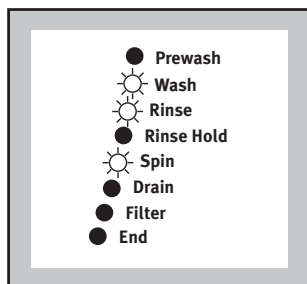 Prewash
Wash
Rinse
Rinse Hold
Spin
Drain
Filter
End